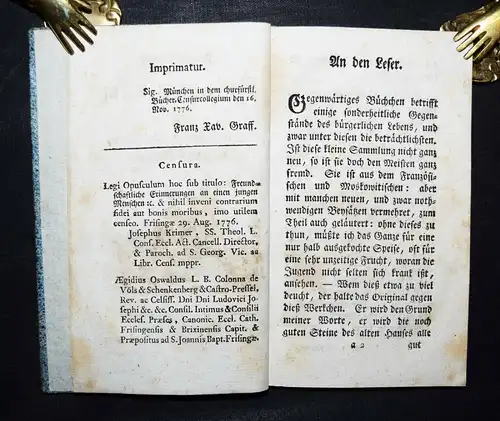 Imprimatur.
Sig. München in dem churfürstl.
Bücher-Censurcollegium den 16.
Nov. 1776.
Franz Xav. Graff.
Censura.
Legi Opusculum hoc sub titulo: Freund-
schaftliche Erinnerungen an einen jungen
Menschen &c. & nihil inveni contrarium
fidei aut bonis moribus, imo utilem
censeo. Frisingæ 29. Aug. 1776.
Josephus Krimer, SS. Theol. L.
Cons. Eccl. Act. Cancell. Director,
& Paroch. ad S. Georg. Vic. au
Libr. Cens. mppr.
Ægidius Oswaldus L. B. Colonna de
Völs & Schenkenberg & Castro-Pressel,
Rev. ac Celsiss. Dni Dni Ludovici Jo-
sephi &c. &c. Consil. Intimus & Consilii
Eccles. Præses, Canonic. Eccl. Cath.
Frisingensis & Brixinensis Capit. &
Præpositus ad S. Joannis Bapt. Frisingæ.
An den Leser.
Gegenwärtiges Büchchen betrifft
einige sonderheitliche Gegen-
stände des bürgerlichen Lebens, und
zwar unter diesen die beträchtlichsten.
Ist diese kleine Sammlung nicht ganz
neu, so ist sie doch den Meisten ganz
fremd. Sie ist aus dem Französi-
schen und Moskowitischen: aber
mit manchen neuen, und zwar noth-
wendigen Beysätzen vermehret, zum
Theil auch geläutert; ohne dieses zu
thun, müßte ich das Ganze für eine
nur halb ausgekochte Speise, oft für
eine sehr unzeitige Frucht, woran die
Jugend nicht selten sich krank ißt,
ansehen. — Wem dieß etwa zu viel
deucht, der halte das Original gegen
dieß Werkchen. Er wird den Grund
meiner Worte, er wird die noch
guten Steine des alten Hauses alle
a 2 gut